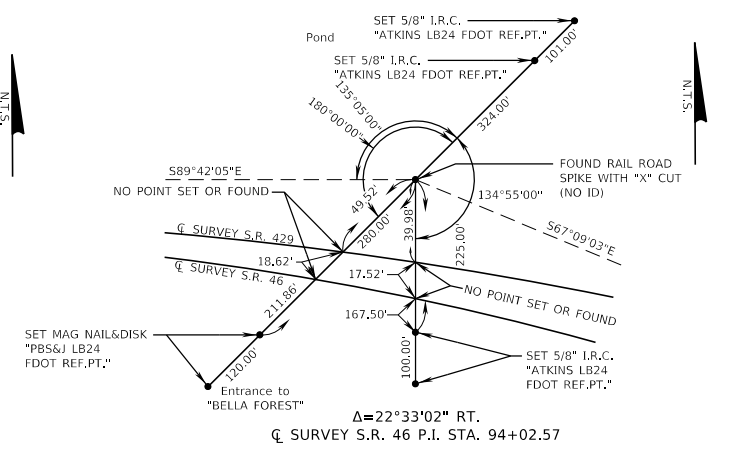 SET 5/8" I.R.C.
"ATKINS LB24 FDOT REF.PT."
Pond
SET 5/8" I.R.C.
"ATKINS LB24 FDOT REF.PT."
101.00'
324.00'
N.T.S.
N.T.S.
135°05'00"
180°00'00"
S89°42'05"E
FOUND RAIL ROAD
SPIKE WITH "X" CUT
(NO ID)
NO POINT SET OR FOUND
134°55'00"
49.52'
280.00'
39.98'
225.00'
S67°09'03"E
℄ SURVEY S.R. 429
℄ SURVEY S.R. 46
18.62'
17.52'
211.86'
167.50'
NO POINT SET OR FOUND
SET MAG NAIL&DISK
"PBS&J LB24
FDOT REF.PT."
120.00'
100.00'
SET 5/8" I.R.C.
"ATKINS LB24
FDOT REF.PT."
Entrance to
"BELLA FOREST"
Δ=22°33'02" RT.
℄ SURVEY S.R. 46 P.I. STA. 94+02.57